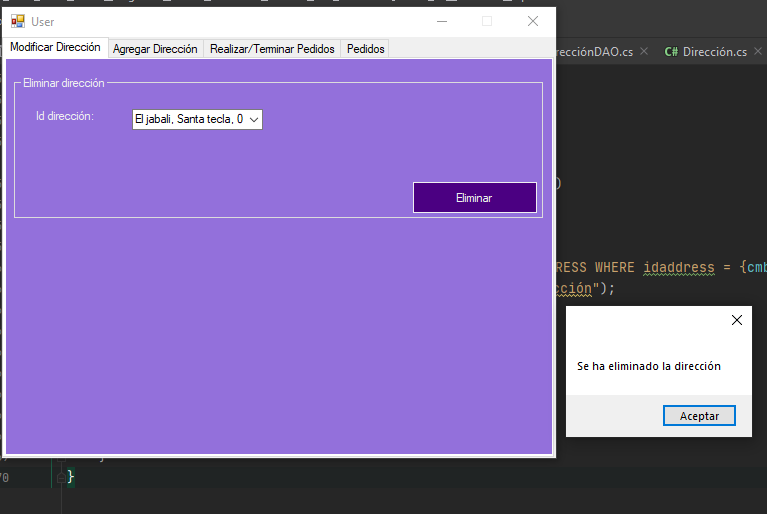 User
Modificar Dirección
Agregar Dirección
Realizar/Terminar Pedidos
Pedidos
recciónDAO.cs
C# Dirección.cs
Eliminar dirección
Id dirección:
El jabali, Santa tecla, 0
Eliminar
RESS WHERE idaddress = {cmb
cción");
Se ha eliminado la dirección
Aceptar
70 }